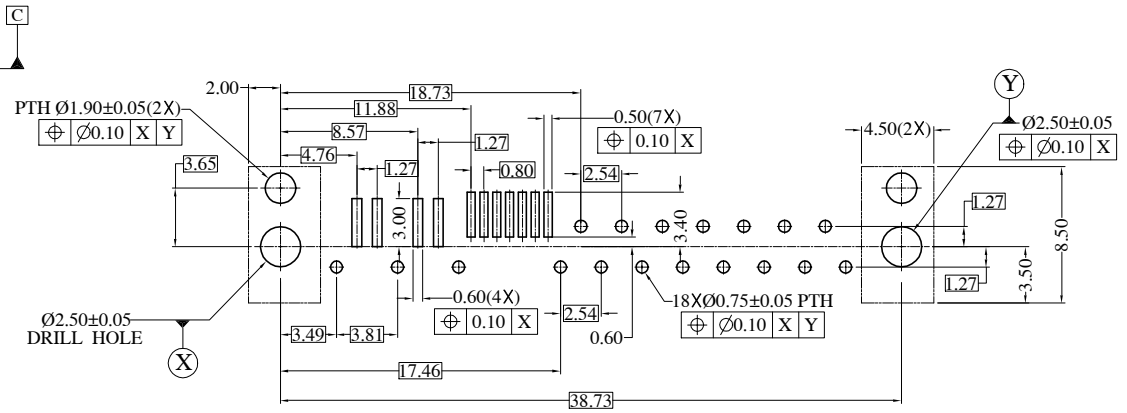 C
2.00
18.73
Y
PTH Ø1.90±0.05(2X)
11.88
0.50(7X)
4.50(2X)
Ø2.50±0.05
⌖ Ø0.10 X Y
8.57
1.27
⌖ 0.10 X
⌖ Ø0.10 X
4.76
3.65
1.27
0.80
2.54
1.27
3.00
3.40
8.50
3.50
1.27
0.60(4X)
18XØ0.75±0.05 PTH
Ø2.50±0.05
⌖ 0.10 X
2.54
⌖ Ø0.10 X Y
DRILL HOLE
3.49
3.81
0.60
X
17.46
38.73